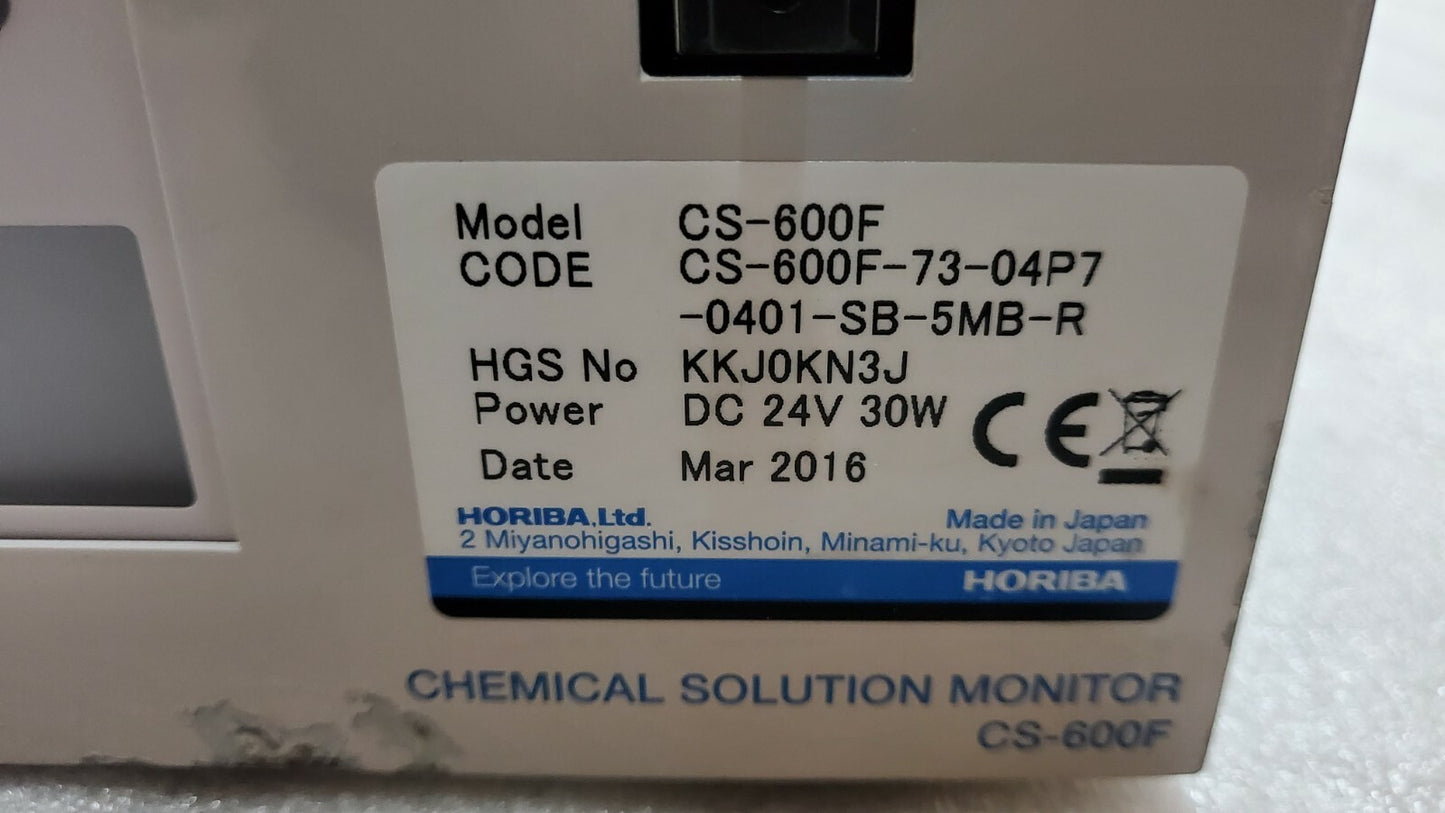 Model CS-600F
CODE CS-600F-73-04P7
-0401-SB-5MB-R
HGS No KKJ0KN3J
Power DC 24V 30W CE
Date Mar 2016
HORIBA,Ltd. Made in Japan
2 Miyanohigashi, Kisshoin, Minami-ku, Kyoto Japan
Explore the future HORIBA
CHEMICAL SOLUTION MONITOR
CS-600F